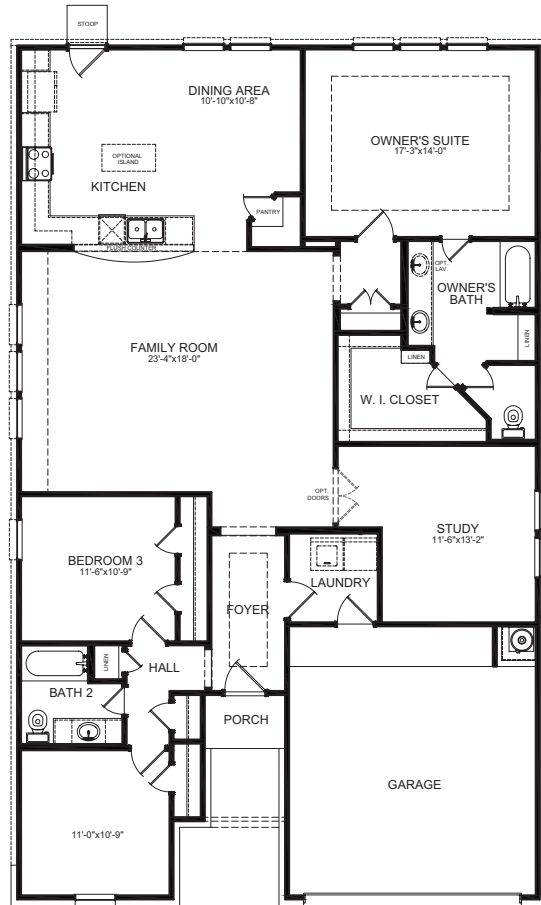 STOOP
DINING AREA
10'-10"x10'-8"
OWNER'S SUITE
17'-3"x14'-0"
OPTIONAL
ISLAND
KITCHEN
PANTRY
FLUSH COUNTER
OPT.
LAV.
OWNER'S
BATH
LINEN
FAMILY ROOM
23'-4"x18'-0"
LINEN
W. I. CLOSET
OPT.
DOORS
STUDY
11'-6"x13'-2"
BEDROOM 3
11'-6"x10'-9"
LAUNDRY
FOYER
LINEN
HALL
BATH 2
PORCH
GARAGE
11'-0"x10'-9"